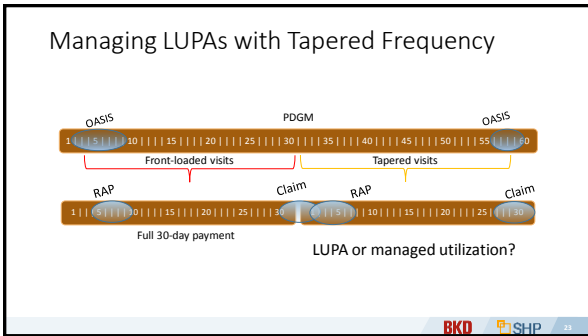 Managing LUPAs with Tapered Frequency
OASIS PDGM OASIS
1 | | | 5 | | | | 10 | | | | 15 | | | | 20 | | | | 25 | | | | 30 | | | | 35 | | | | 40 | | | | 45 | | | | 50 | | | | 55 | | | | 60
Front-loaded visits Tapered visits
RAP Claim RAP Claim
1 | | | 5 | | | | 10 | | | | 15 | | | | 20 | | | | 25 | | | | 30 | | | 5 | | | | 10 | | | | 15 | | | | 20 | | | | 25 | | | | 30
Full 30-day payment
LUPA or managed utilization?
BKD SHP 23